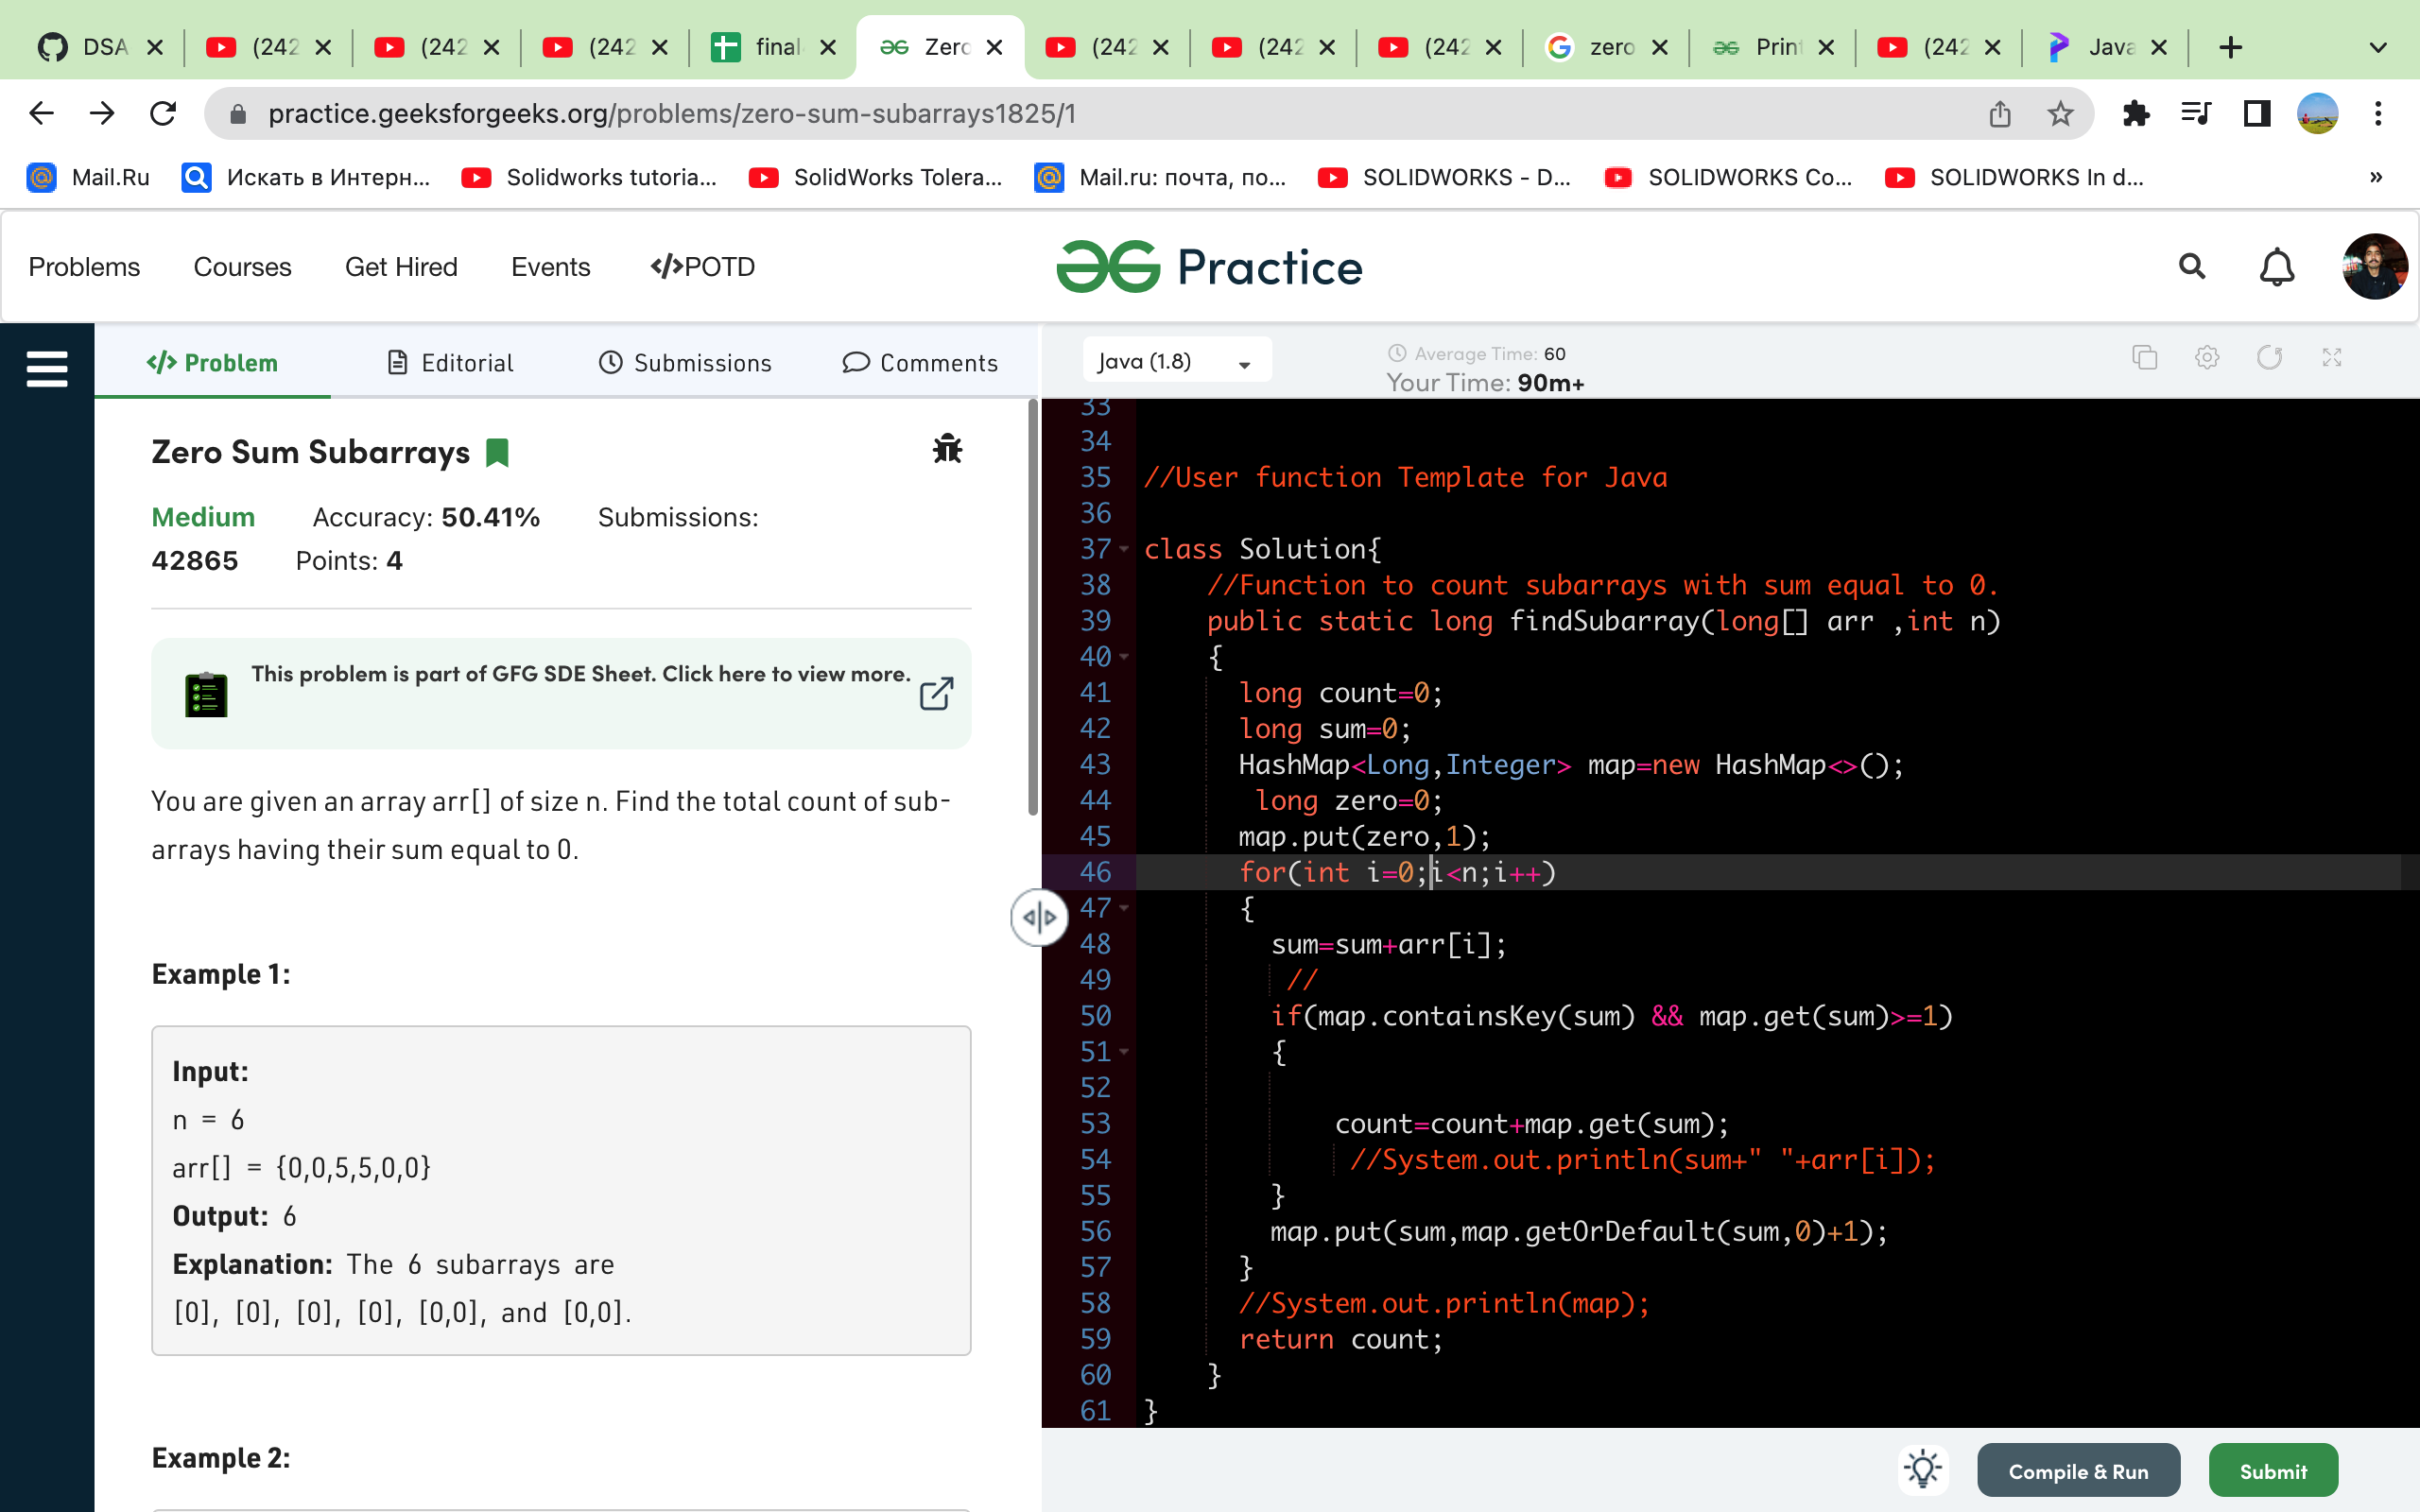 DSA
(242
(242
(242
final
Zero
(242
(242
(242
zero
Print
(242
Java
practice.geeksforgeeks.org/problems/zero-sum-subarrays1825/1
Mail.Ru
Искать в Интерн...
Solidworks tutoria...
SolidWorks Tolera...
Mail.ru: почта, по...
SOLIDWORKS - D...
SOLIDWORKS Co...
SOLIDWORKS In d...
»
Problems
Courses
Get Hired
Events
</>POTD
Practice
</> Problem
Editorial
Submissions
Comments
Java (1.8)
Average Time: 60
Your Time: 90m+
Zero Sum Subarrays
Medium Accuracy: 50.41% Submissions:
42865 Points: 4
This problem is part of GFG SDE Sheet. Click here to view more.
You are given an array arr[] of size n. Find the total count of sub-
arrays having their sum equal to 0.
Example 1:
Input:
n = 6
arr[] = {0,0,5,5,0,0}
Output: 6
Explanation: The 6 subarrays are
[0], [0], [0], [0], [0,0], and [0,0].
Example 2:
33
34
35 //User function Template for Java
36
37 class Solution{
38 //Function to count subarrays with sum equal to 0.
39 public static long findSubarray(long[] arr ,int n)
40 {
41 long count=0;
42 long sum=0;
43 HashMap<Long,Integer> map=new HashMap<>();
44 long zero=0;
45 map.put(zero,1);
46 for(int i=0;i<n;i++)
47 {
48 sum=sum+arr[i];
49 //
50 if(map.containsKey(sum) && map.get(sum)>=1)
51 {
52
53 count=count+map.get(sum);
54 //System.out.println(sum+" "+arr[i]);
55 }
56 map.put(sum,map.getOrDefault(sum,0)+1);
57 }
58 //System.out.println(map);
59 return count;
60 }
61 }
Compile & Run
Submit